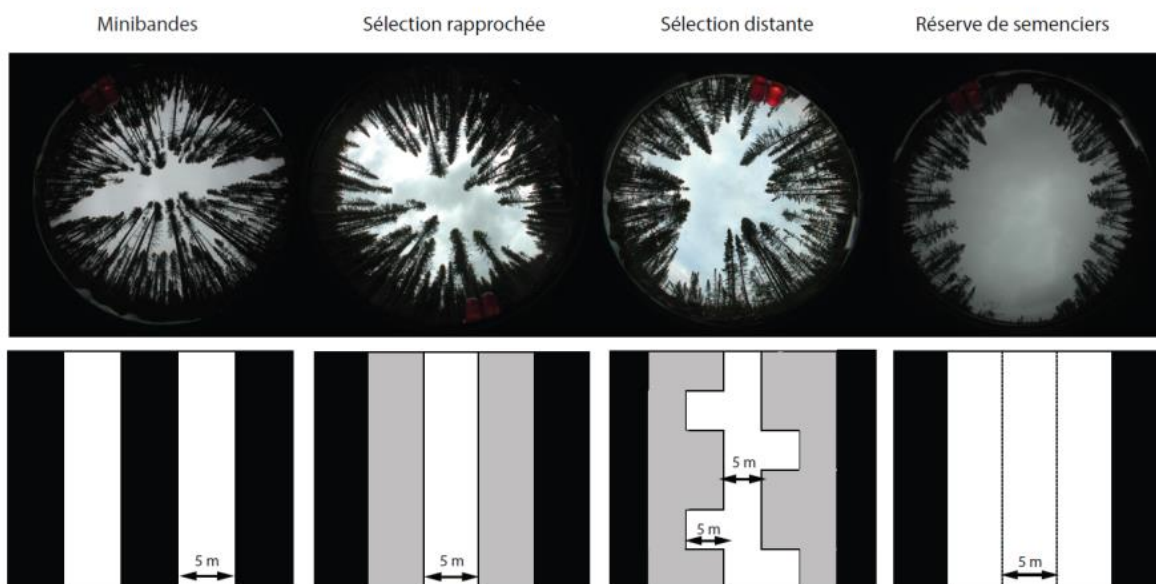 Minibandes
Sélection rapprochée
Sélection distante
Réserve de semenciers
5 m
5 m
5 m
5 m
5 m